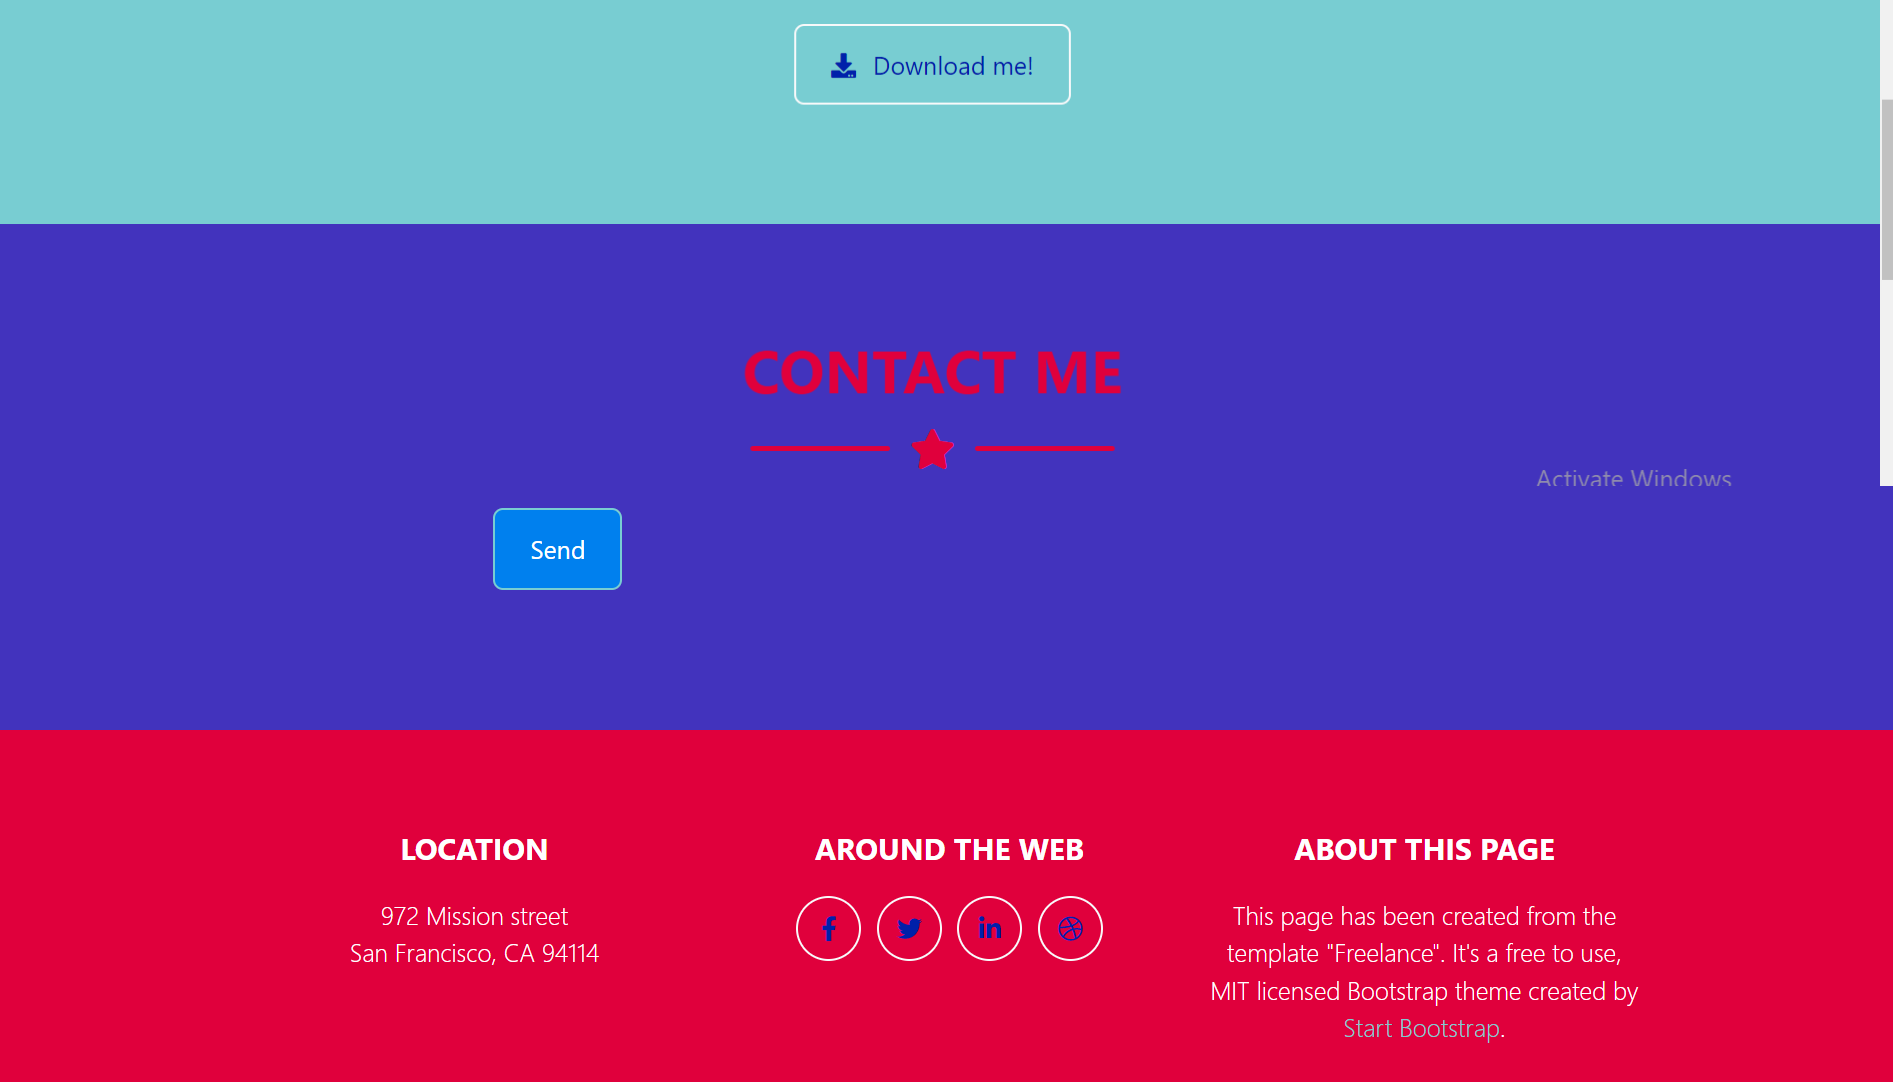 Download me!
CONTACT ME
Activate Windows
Send
LOCATION
972 Mission street
San Francisco, CA 94114
AROUND THE WEB
ABOUT THIS PAGE
This page has been created from the
template "Freelance". It's a free to use,
MIT licensed Bootstrap theme created by
Start Bootstrap.